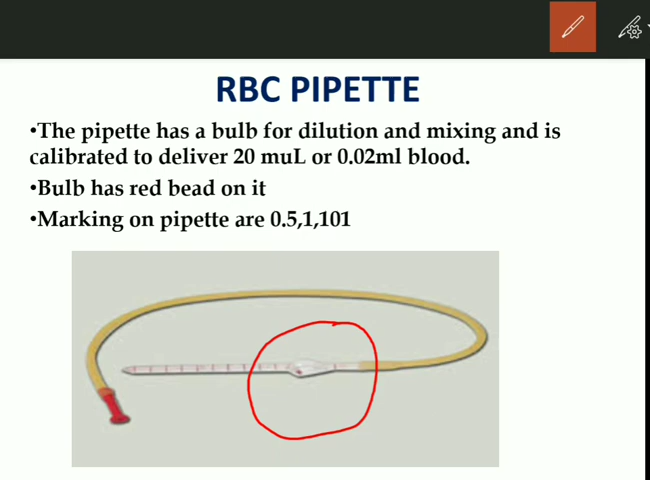 RBC PIPETTE
•The pipette has a bulb for dilution and mixing and is
calibrated to deliver 20 muL or 0.02ml blood.
•Bulb has red bead on it
•Marking on pipette are 0.5,1,101